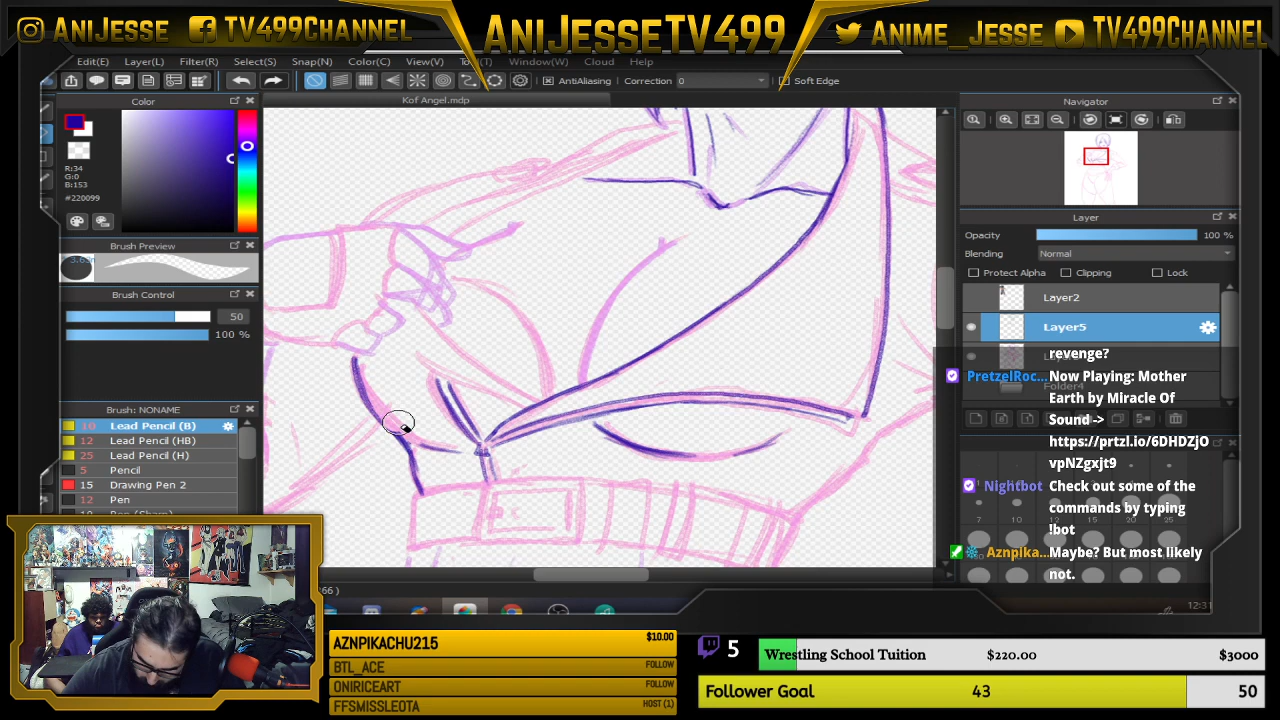 AniJesse
TV499Channel
AniJesseTV499
Anime_Jesse
TV499Channel
Edit(E)
Layer(L)
Filter(R)
Select(S)
Snap(N)
Color(C)
View(V)
Window(W)
Cloud
Help
AntiAliasing
Correction
0
Soft Edge
Color
Kof Angel.mdp
Navigator
R:34
G:0
B:153
#220099
Brush Preview
Brush Control
50
100 %
Brush: NONAME
10 Lead Pencil (B)
12 Lead Pencil (HB)
25 Lead Pencil (H)
5 Pencil
15 Drawing Pen 2
12 Pen
Layer
Opacity
100 %
Blending
Normal
Protect Alpha
Clipping
Lock
Layer2
Layer5
revenge?
PretzelRoc... Now Playing: Mother
Earth by Miracle Of
Sound ->
https://prtzl.io/6DHDZjO
vpNZgxjt9
Nightbot Check out some of the
commands by typing
!bot
Aznpika... Maybe? But most likely
not.
7
10
AZNPIKACHU215
$10.00
BTL_ACE
FOLLOW
ONIRICEART
FOLLOW
FFSMISSLEOTA
HOST (1)
5
Wrestling School Tuition
$220.00
$3000
Follower Goal
43
50